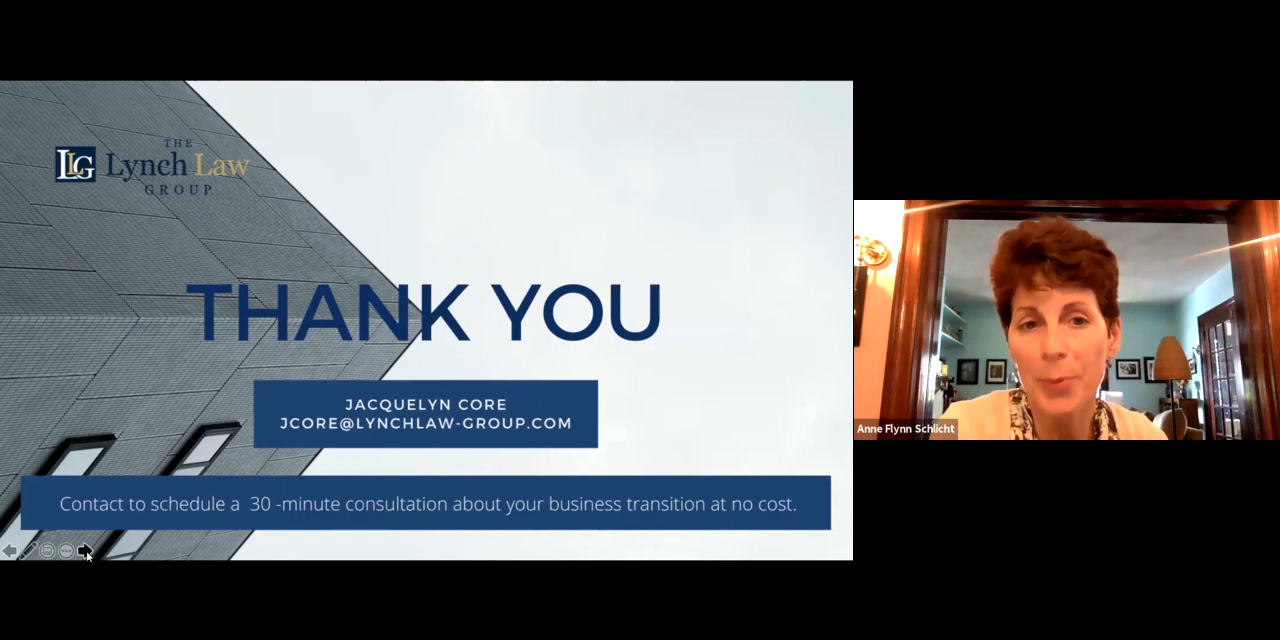 THE
LLG Lynch Law
GROUP
THANK YOU
JACQUELYN CORE
JCORE@LYNCHLAW-GROUP.COM
Contact to schedule a 30 -minute consultation about your business transition at no cost.
Anne Flynn Schlicht